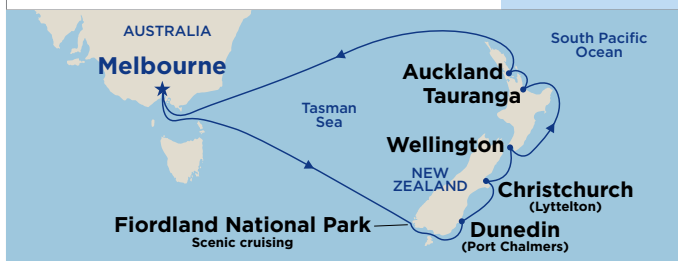 AUSTRALIA
Melbourne
South Pacific
Ocean
Auckland
Tauranga
Tasman
Sea
Wellington
NEW
ZEALAND
Christchurch
(Lyttelton)
Fiordland National Park
Scenic cruising
Dunedin
(Port Chalmers)